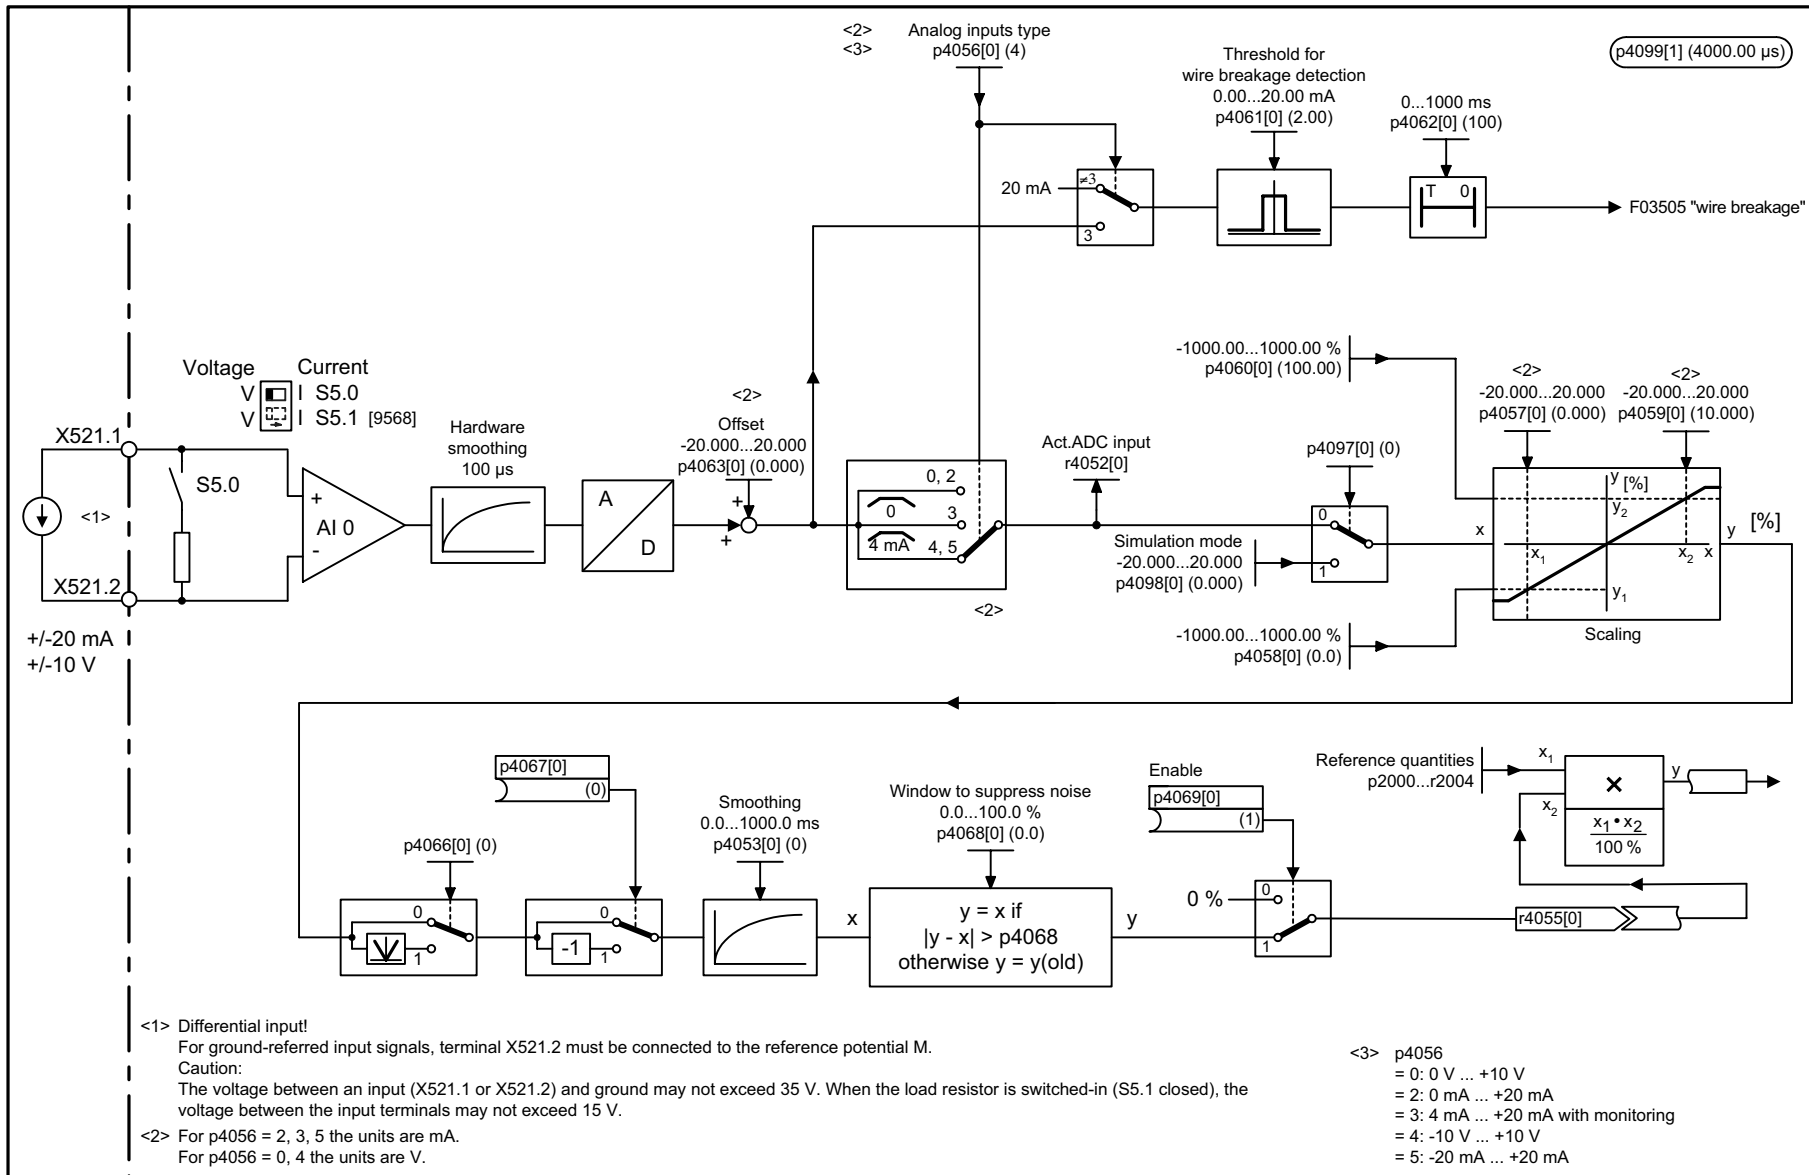 <2>
<3>
Analog inputs type
p4056[0] (4)
p4099[1] (4000.00 µs)
Threshold for
wire breakage detection
0.00...20.00 mA
p4061[0] (2.00)
0...1000 ms
p4062[0] (100)
20 mA
≠3
3
T 0
F03505 "wire breakage"
Voltage Current
V I S5.0
V I S5.1 [9568]
X521.1
S5.0
<1>
X521.2
+/-20 mA
+/-10 V
+
AI 0
-
Hardware
smoothing
100 µs
A
D
<2>
Offset
-20.000...20.000
p4063[0] (0.000)
+
+
0, 2
0
3
4 mA
4, 5
<2>
Act.ADC input
r4052[0]
-1000.00...1000.00 %
p4060[0] (100.00)
p4097[0] (0)
0
1
Simulation mode
-20.000...20.000
p4098[0] (0.000)
-1000.00...1000.00 %
p4058[0] (0.0)
<2>
-20.000...20.000
p4057[0] (0.000)
<2>
-20.000...20.000
p4059[0] (10.000)
x
y [%]
y2
x1
x2 x
y1
y [%]
Scaling
p4066[0] (0)
0
1
p4067[0]
(0)
0
-1
1
Smoothing
0.0...1000.0 ms
p4053[0] (0)
x
Window to suppress noise
0.0...100.0 %
p4068[0] (0.0)
y = x if
|y - x| > p4068
otherwise y = y(old)
y
Enable
p4069[0]
(1)
0 %
0
1
Reference quantities
p2000...r2004
x1
x2
×
x1 • x2
100 %
y
r4055[0]
<1> Differential input!
For ground-referred input signals, terminal X521.2 must be connected to the reference potential M.
Caution:
The voltage between an input (X521.1 or X521.2) and ground may not exceed 35 V. When the load resistor is switched-in (S5.1 closed), the
voltage between the input terminals may not exceed 15 V.
<2> For p4056 = 2, 3, 5 the units are mA.
For p4056 = 0, 4 the units are V.
<3> p4056
= 0: 0 V ... +10 V
= 2: 0 mA ... +20 mA
= 3: 4 mA ... +20 mA with monitoring
= 4: -10 V ... +10 V
= 5: -20 mA ... +20 mA